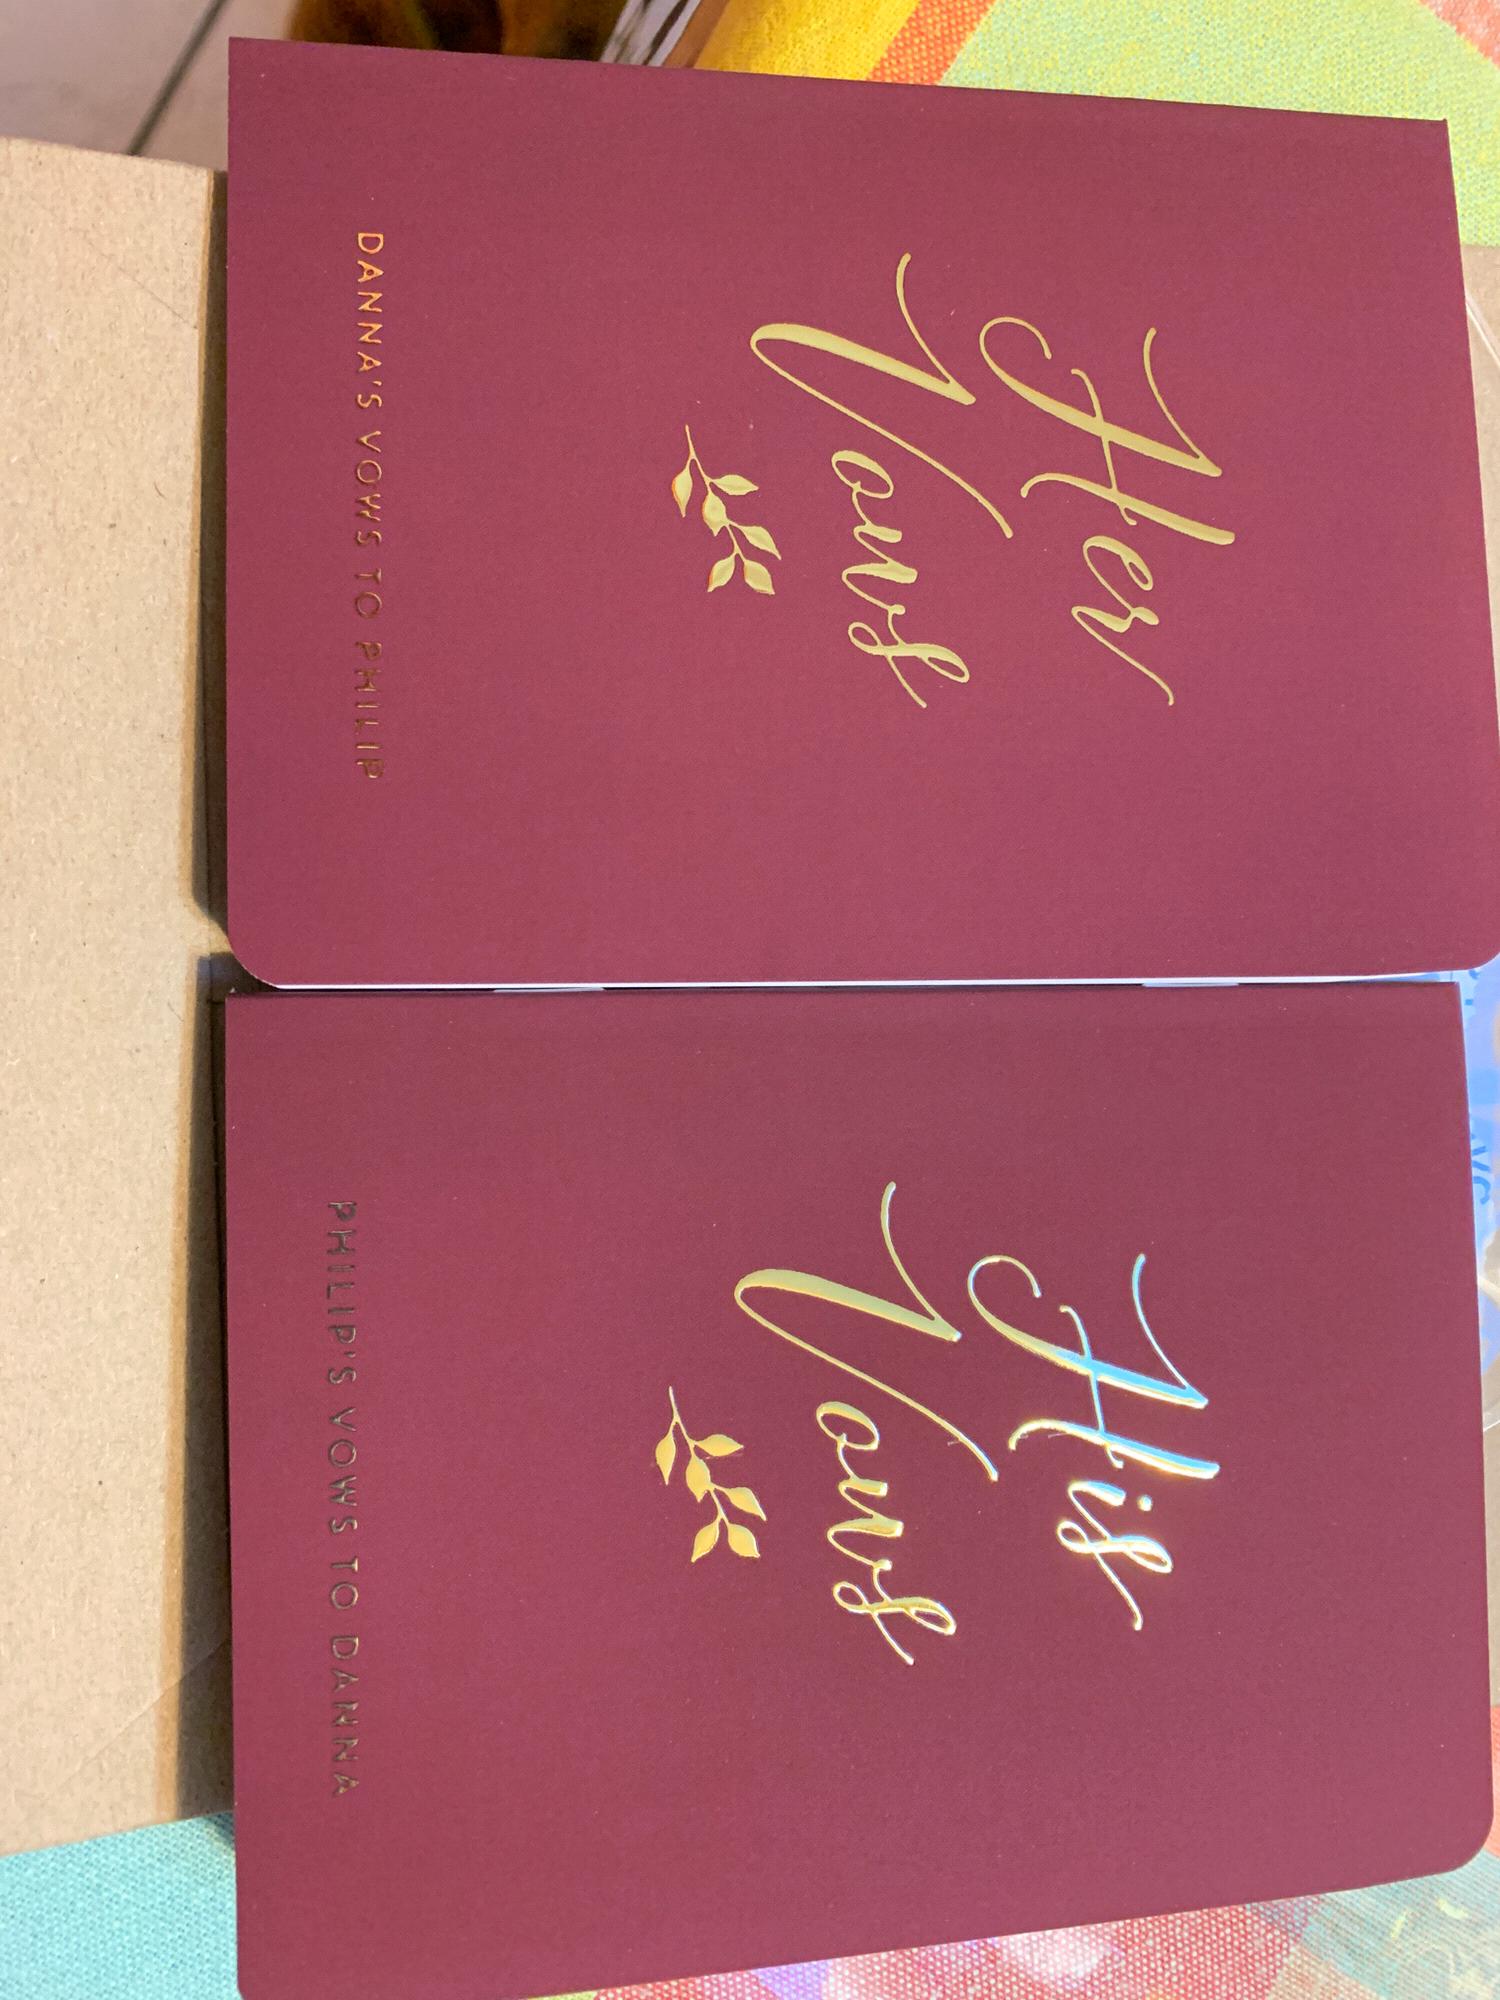 Her
Vows
DANNA'S VOWS TO PHILIP
His
Vows
PHILIP'S VOWS TO DANNA